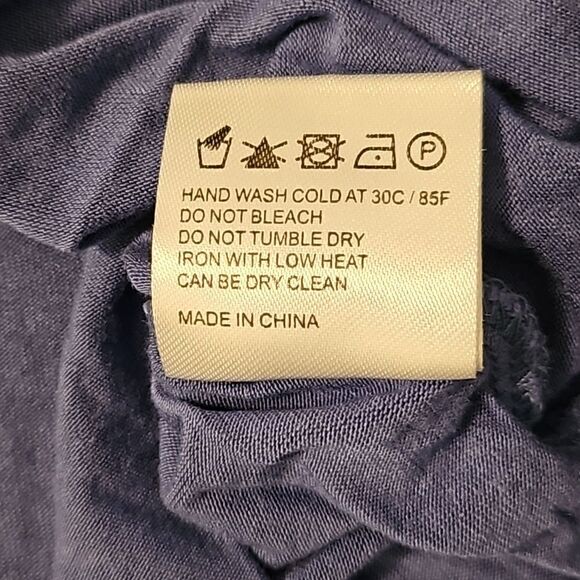 P
HAND WASH COLD AT 30C / 85F
DO NOT BLEACH
DO NOT TUMBLE DRY
IRON WITH LOW HEAT
CAN BE DRY CLEAN
MADE IN CHINA